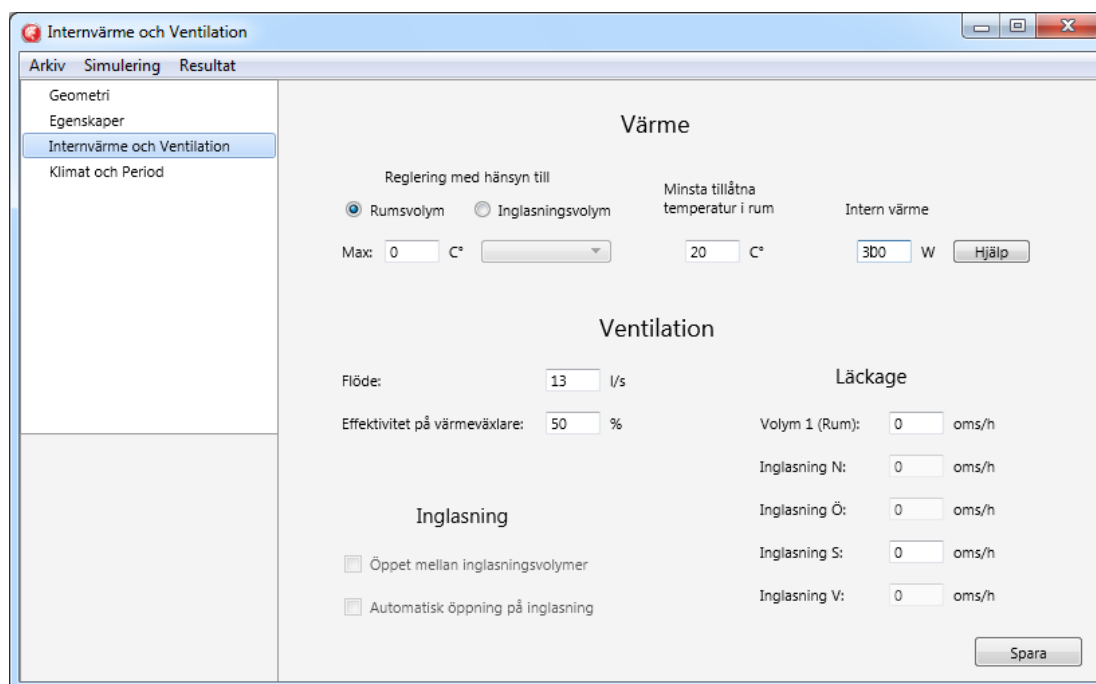 Internvärme och Ventilation
Arkiv Simulering Resultat
Geometri
Egenskaper
Internvärme och Ventilation
Klimat och Period
Värme
Reglering med hänsyn till
Rumsvolym Inglasningsvolym
Minsta tillåtna
temperatur i rum
Intern värme
Max: 0 C° 20 C° 300 W Hjälp
Ventilation
Flöde: 13 l/s
Effektivitet på värmeväxlare: 50 %
Läckage
Volym 1 (Rum): 0 oms/h
Inglasning N: 0 oms/h
Inglasning Ö: 0 oms/h
Inglasning S: 0 oms/h
Inglasning V: 0 oms/h
Inglasning
Öppet mellan inglasningsvolymer
Automatisk öppning på inglasning
Spara